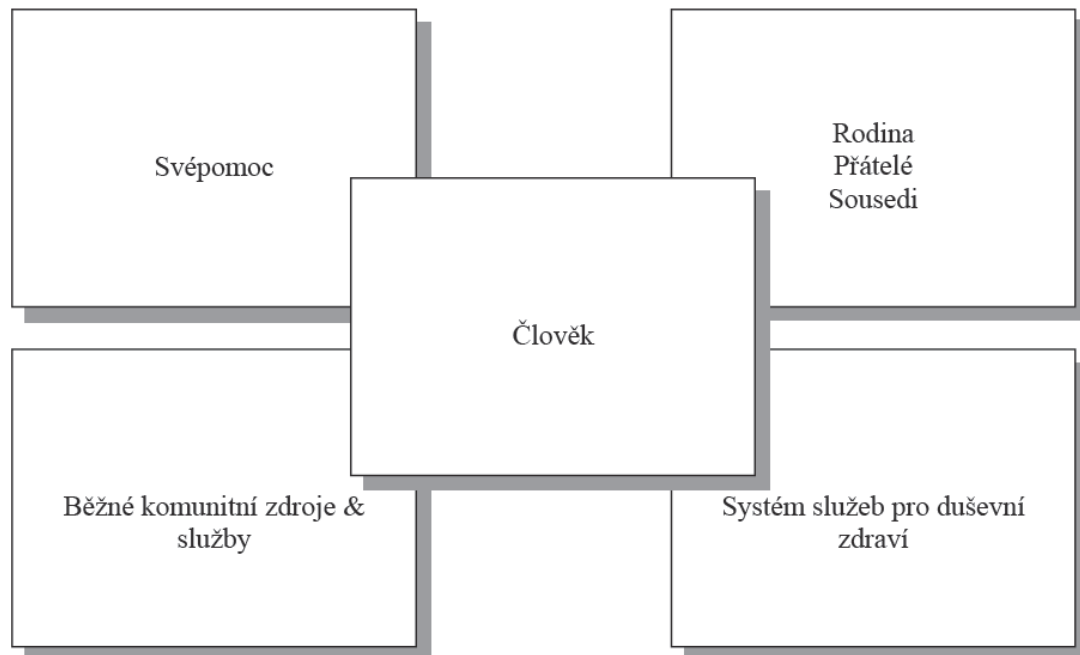 Svépomoc
Rodina
Přátelé
Sousedi
Člověk
Běžné komunitní zdroje &
služby
Systém služeb pro duševní
zdraví